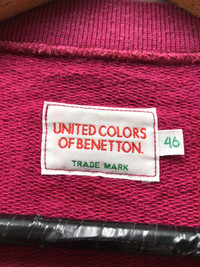 UNITED COLORS
OF BENETTON.
TRADE MARK
46